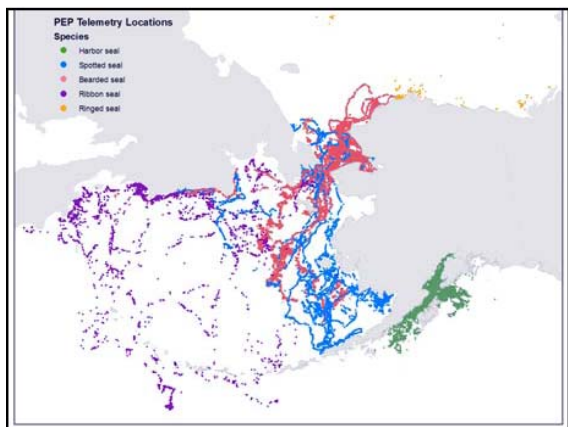 PEP Telemetry Locations
Species
Harbor seal
Spotted seal
Bearded seal
Ribbon seal
Ringed seal